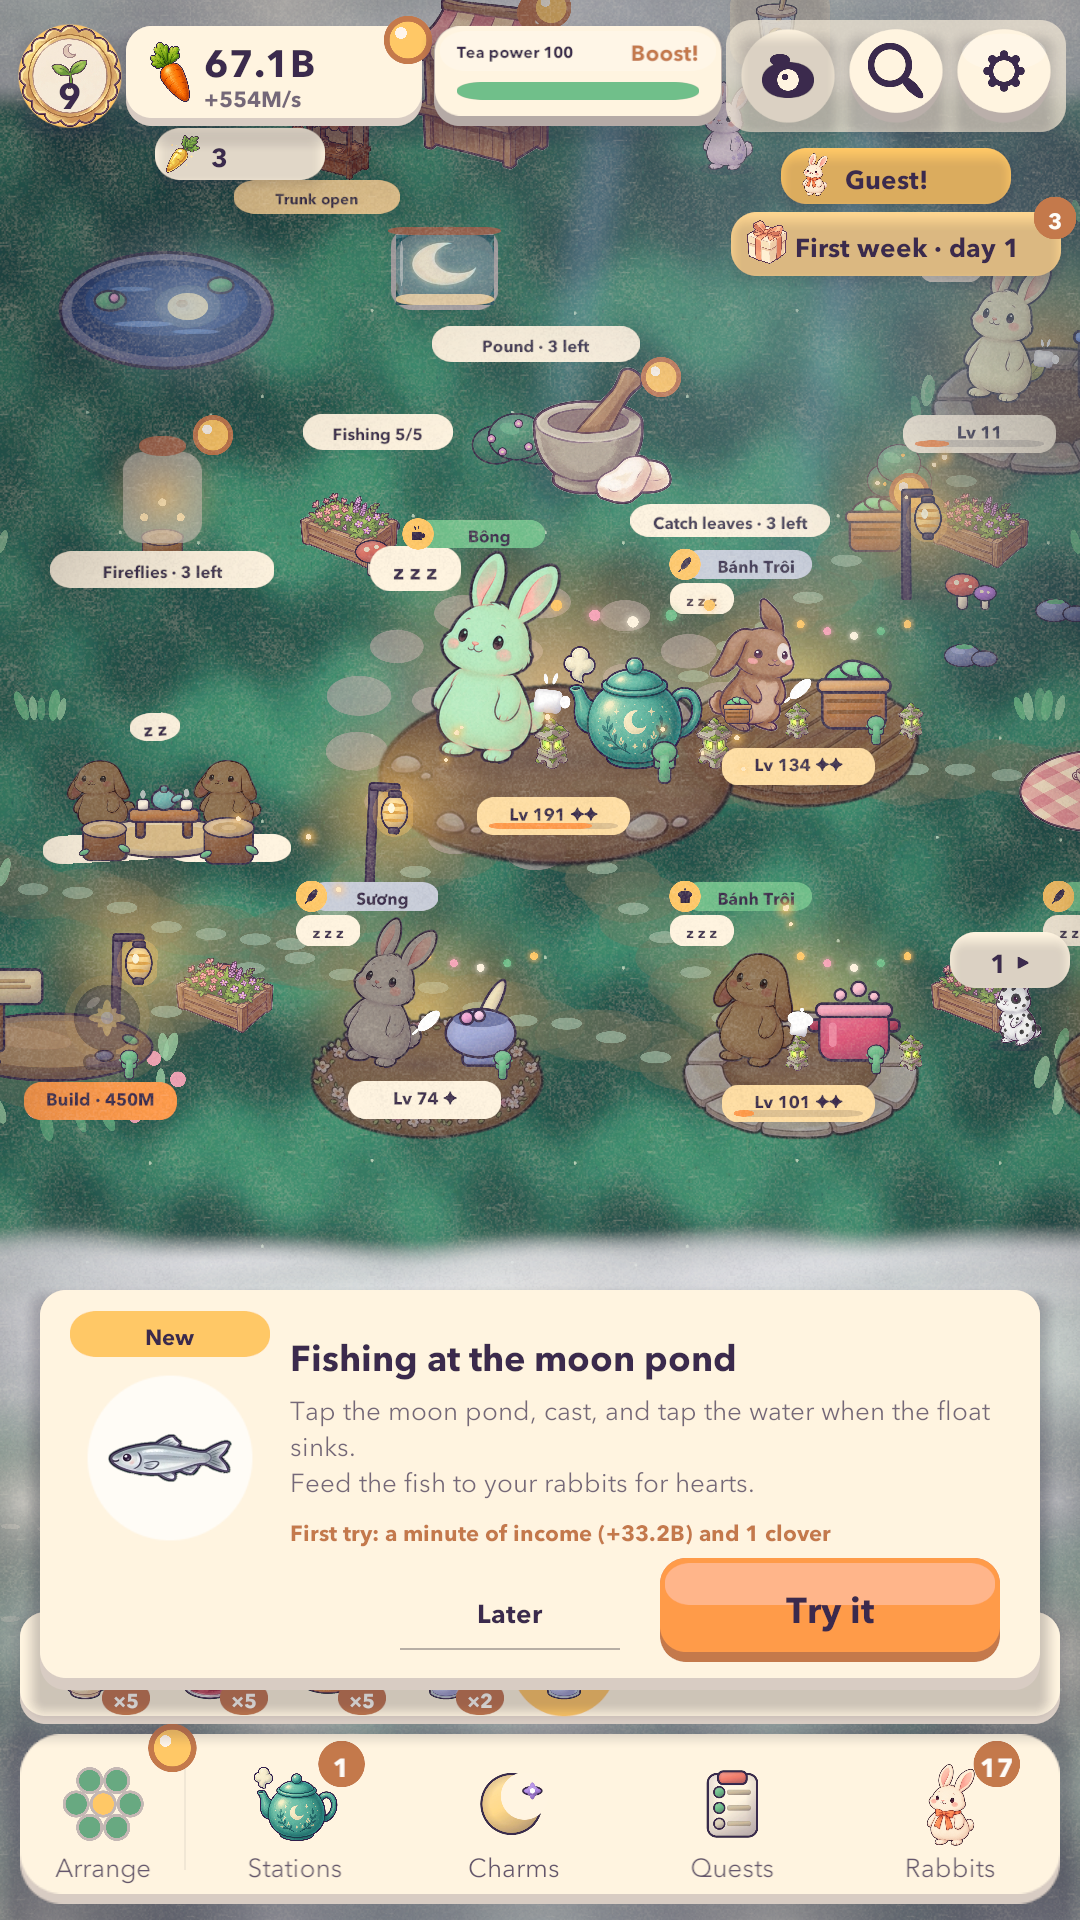 9
67.1B
+554M/s
Tea power 100
Boost!
3
Trunk open
Guest!
First week · day 1
3
Pound · 3 left
Fishing 5/5
Lv 11
Catch leaves · 3 left
Fireflies · 3 left
Bông
z z z
Bánh Trôi
z z z
z z
Lv 134 ✦✦
Lv 191 ✦✦
Sương
z z z
Bánh Trôi
z z z
z z
1 ▸
Build · 450M
Lv 74 ✦
Lv 101 ✦✦
New
Fishing at the moon pond
Tap the moon pond, cast, and tap the water when the float
sinks.
Feed the fish to your rabbits for hearts.
First try: a minute of income (+33.2B) and 1 clover
Later
Try it
×5
×5
×5
×2
1
17
Arrange
Stations
Charms
Quests
Rabbits